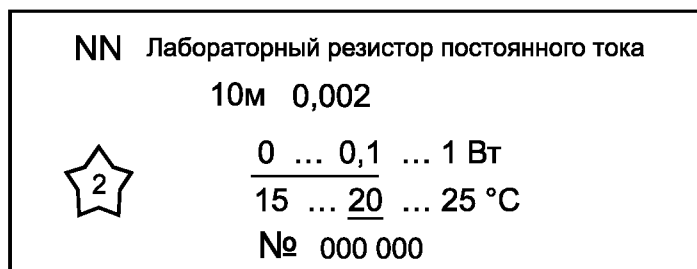 NN Лабораторный резистор постоянного тока
10м 0,002
0 ... 0,1 ... 1 Вт
2
15 ... 20 ... 25 °C
№ 000 000